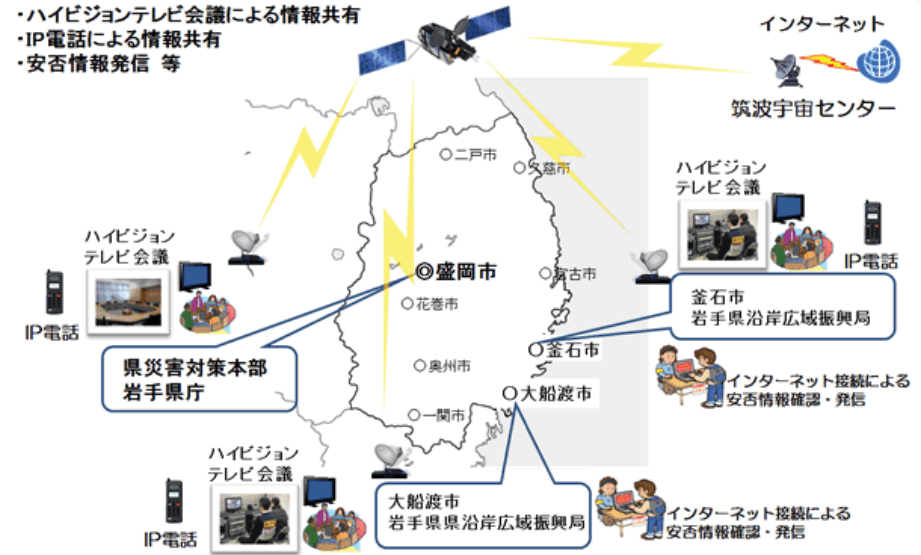 ・ハイビジョンテレビ会議による情報共有
・IP電話による情報共有
・安否情報発信 等
インターネット
筑波宇宙センター
二戸市
久慈市
ハイビジョン
テレビ会議
IP電話
ハイビジョン
テレビ会議
IP電話
盛岡市
宮古市
花巻市
釜石市
岩手県沿岸広域振興局
釜石市
県災害対策本部
岩手県庁
奥州市
インターネット接続による
安否情報確認・発信
大船渡市
一関市
ハイビジョン
テレビ会議
IP電話
大船渡市
岩手県県沿岸広域振興局
インターネット接続による
安否情報確認・発信